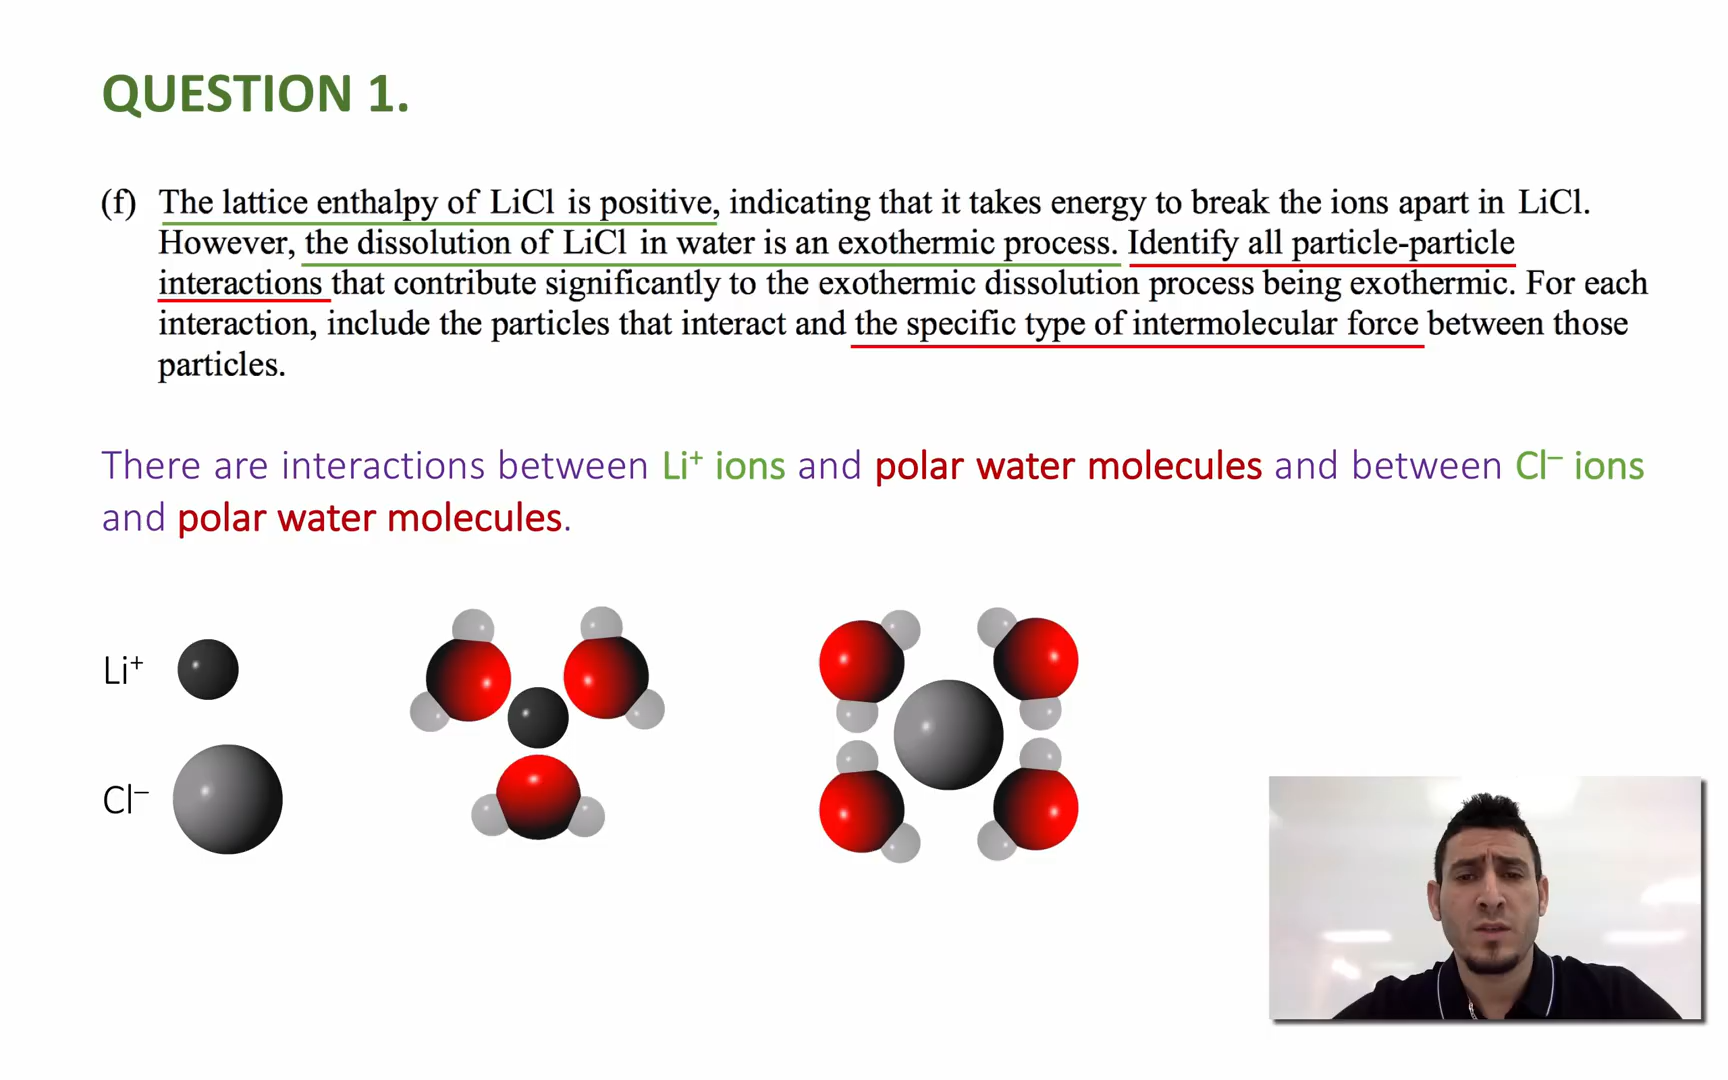 QUESTION 1.
(f) The lattice enthalpy of LiCl is positive, indicating that it takes energy to break the ions apart in LiCl.
However, the dissolution of LiCl in water is an exothermic process. Identify all particle-particle
interactions that contribute significantly to the exothermic dissolution process being exothermic. For each
interaction, include the particles that interact and the specific type of intermolecular force between those
particles.
There are interactions between Li⁺ ions and polar water molecules and between Cl⁻ ions
and polar water molecules.
Li⁺
Cl⁻